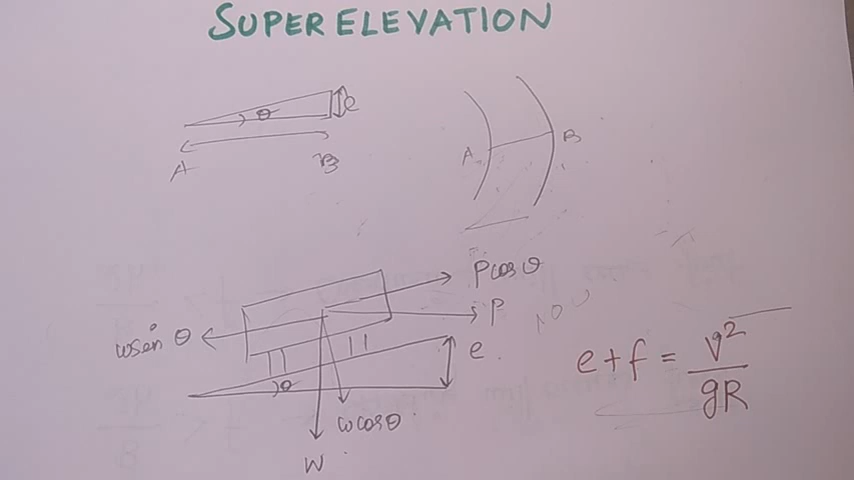 SUPER ELEVATION
θ
e
A
B
A
B
P cos θ
P
w sin θ
e
θ
w cos θ
W
e + f = V²/gR